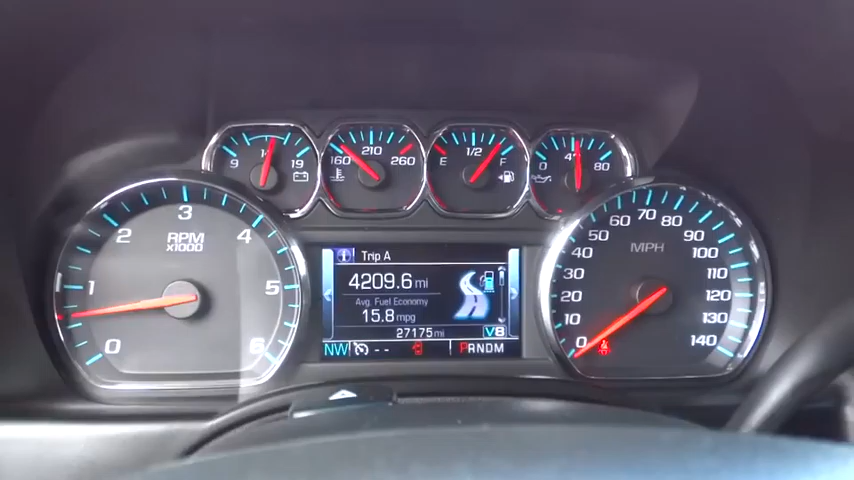 9 14 19
160 210 260
E 1/2 F
0 40 80
0 1 2 3 4 5 6
RPM
x1000
Trip A
4209.6 mi
Avg. Fuel Economy
15.8 mpg
27175 mi
V8
NW
--
PRNDM
0 10 20 30 40 50 60 70 80 90 100 110 120 130 140
MPH